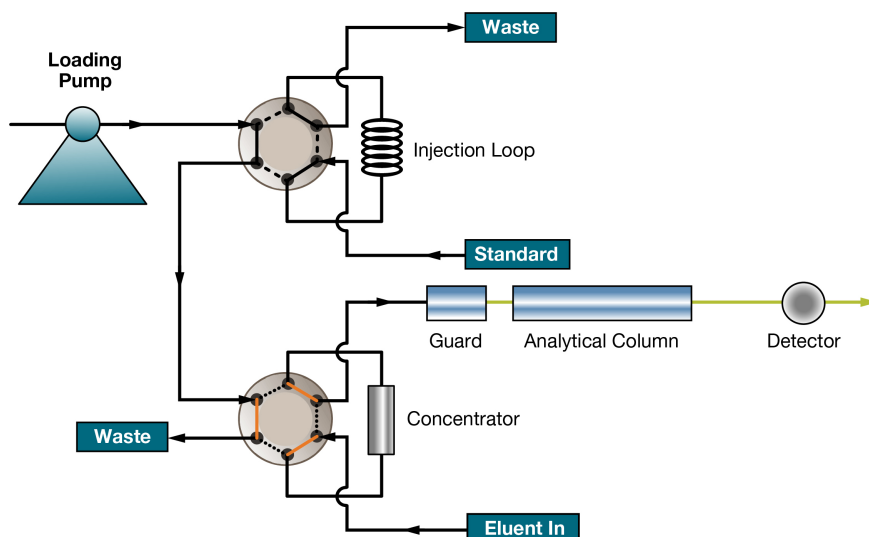 Waste
Loading
Pump
Injection Loop
Standard
Guard
Analytical Column
Detector
Concentrator
Waste
Eluent In